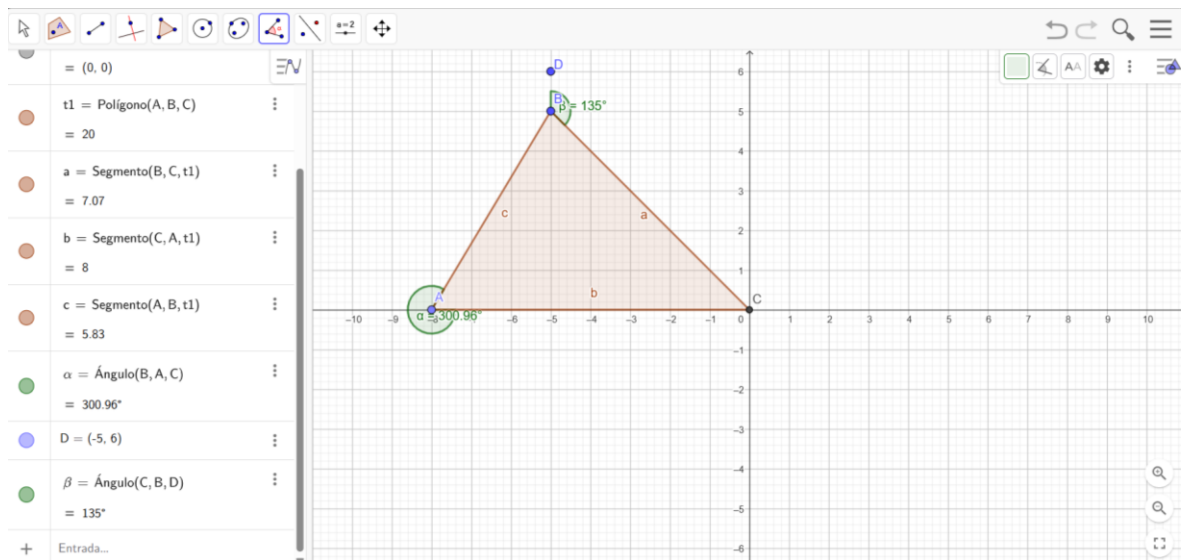 A
a=2
= (0, 0)
t1 = Polígono(A, B, C)
= 20
a = Segmento(B, C, t1)
= 7.07
b = Segmento(C, A, t1)
= 8
c = Segmento(A, B, t1)
= 5.83
α = Ángulo(B, A, C)
= 300.96°
D = (-5, 6)
β = Ángulo(C, B, D)
= 135°
+ Entrada...
AA
D
B
β = 135°
c
a
b
A
α = 300.96°
C
6
5
4
3
2
1
–10 –9 –8 –6 –5 –4 –3 –2 –1 0 1 2 3 4 5 6 7 8 9 10
–1
–2
–3
–4
–5
–6